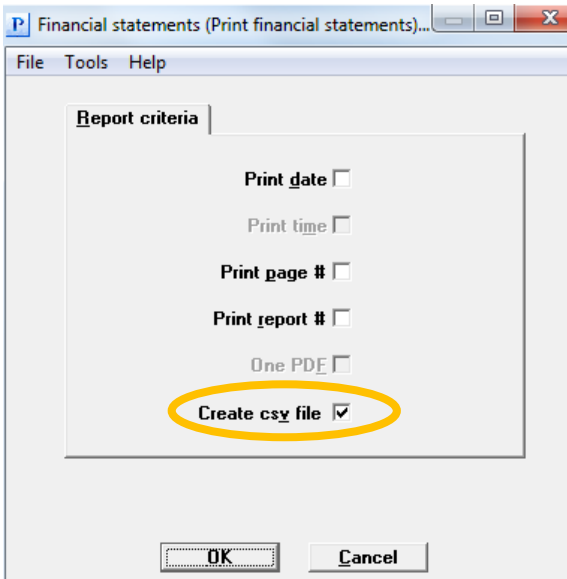 P Financial statements (Print financial statements)...
File Tools Help
Report criteria
Print date
Print time
Print page #
Print report #
One PDF
Create csv file
OK Cancel